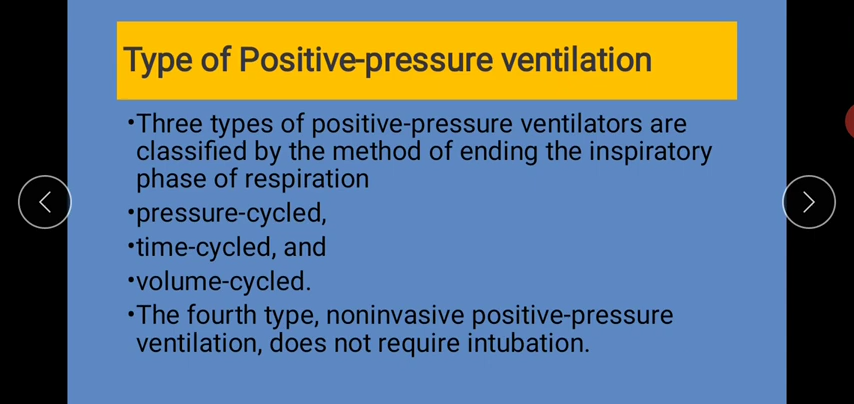 Type of Positive-pressure ventilation
•Three types of positive-pressure ventilators are
classified by the method of ending the inspiratory
phase of respiration
•pressure-cycled,
•time-cycled, and
•volume-cycled.
•The fourth type, noninvasive positive-pressure
ventilation, does not require intubation.